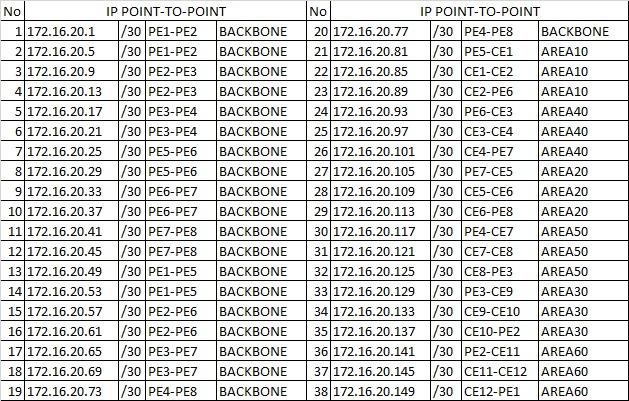 No IP POINT-TO-POINT No IP POINT-TO-POINT
1 172.16.20.1 /30 PE1-PE2 BACKBONE 20 172.16.20.77 /30 PE4-PE8 BACKBONE
2 172.16.20.5 /30 PE1-PE2 BACKBONE 21 172.16.20.81 /30 PE5-CE1 AREA10
3 172.16.20.9 /30 PE2-PE3 BACKBONE 22 172.16.20.85 /30 CE1-CE2 AREA10
4 172.16.20.13 /30 PE2-PE3 BACKBONE 23 172.16.20.89 /30 CE2-PE6 AREA10
5 172.16.20.17 /30 PE3-PE4 BACKBONE 24 172.16.20.93 /30 PE6-CE3 AREA40
6 172.16.20.21 /30 PE3-PE4 BACKBONE 25 172.16.20.97 /30 CE3-CE4 AREA40
7 172.16.20.25 /30 PE5-PE6 BACKBONE 26 172.16.20.101 /30 CE4-PE7 AREA40
8 172.16.20.29 /30 PE5-PE6 BACKBONE 27 172.16.20.105 /30 PE7-CE5 AREA20
9 172.16.20.33 /30 PE6-PE7 BACKBONE 28 172.16.20.109 /30 CE5-CE6 AREA20
10 172.16.20.37 /30 PE6-PE7 BACKBONE 29 172.16.20.113 /30 CE6-PE8 AREA20
11 172.16.20.41 /30 PE7-PE8 BACKBONE 30 172.16.20.117 /30 PE4-CE7 AREA50
12 172.16.20.45 /30 PE7-PE8 BACKBONE 31 172.16.20.121 /30 CE7-CE8 AREA50
13 172.16.20.49 /30 PE1-PE5 BACKBONE 32 172.16.20.125 /30 CE8-PE3 AREA50
14 172.16.20.53 /30 PE1-PE5 BACKBONE 33 172.16.20.129 /30 PE3-CE9 AREA30
15 172.16.20.57 /30 PE2-PE6 BACKBONE 34 172.16.20.133 /30 CE9-CE10 AREA30
16 172.16.20.61 /30 PE2-PE6 BACKBONE 35 172.16.20.137 /30 CE10-PE2 AREA30
17 172.16.20.65 /30 PE3-PE7 BACKBONE 36 172.16.20.141 /30 PE2-CE11 AREA60
18 172.16.20.69 /30 PE3-PE7 BACKBONE 37 172.16.20.145 /30 CE11-CE12 AREA60
19 172.16.20.73 /30 PE4-PE8 BACKBONE 38 172.16.20.149 /30 CE12-PE1 AREA60